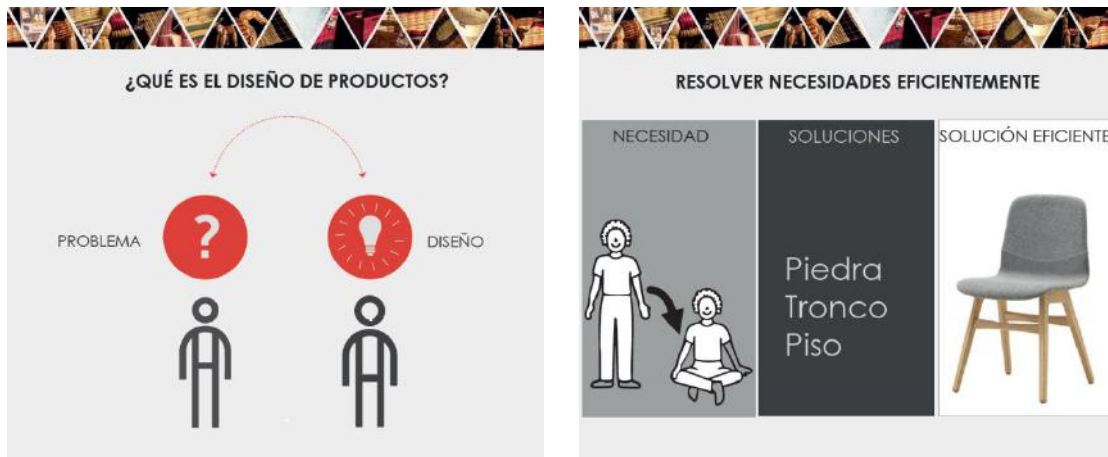 ¿QUÉ ES EL DISEÑO DE PRODUCTOS?
PROBLEMA
?
DISEÑO
RESOLVER NECESIDADES EFICIENTEMENTE
NECESIDAD
SOLUCIONES
SOLUCIÓN EFICIENTE
Piedra
Tronco
Piso